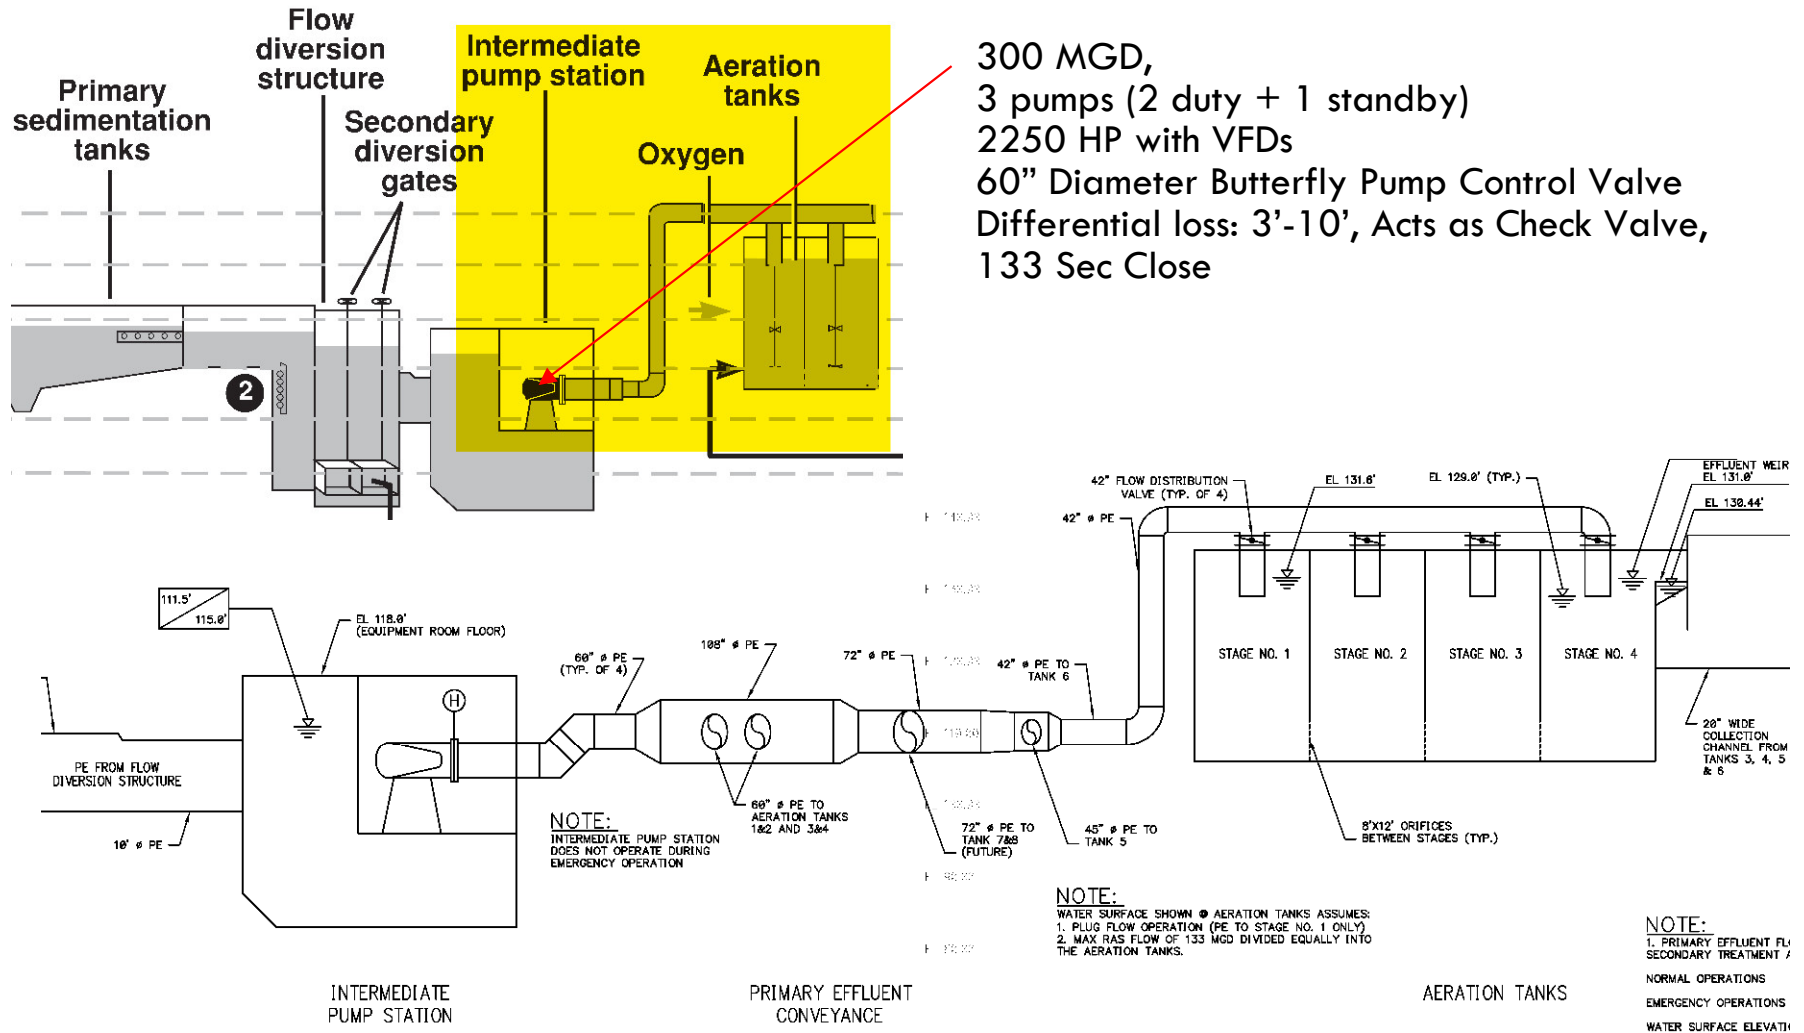 Flow
diversion
structure
Intermediate
pump station
Aeration
tanks
Primary
sedimentation
tanks
Secondary
diversion
gates
Oxygen
2
300 MGD,
3 pumps (2 duty + 1 standby)
2250 HP with VFDs
60” Diameter Butterfly Pump Control Valve
Differential loss: 3’-10’, Acts as Check Valve,
133 Sec Close
42" FLOW DISTRIBUTION
VALVE (TYP. OF 4)
42" ø PE
EL 131.6'
EL 129.0' (TYP.)
EFFLUENT WEIR
EL 131.0'
EL 130.44'
111.5'
115.0'
EL 118.0'
(EQUIPMENT ROOM FLOOR)
60" ø PE
(TYP. OF 4)
108" ø PE
72" ø PE
42" ø PE TO
TANK 6
H
STAGE NO. 1
STAGE NO. 2
STAGE NO. 3
STAGE NO. 4
PE FROM FLOW
DIVERSION STRUCTURE
10' ø PE
NOTE:
INTERMEDIATE PUMP STATION
DOES NOT OPERATE DURING
EMERGENCY OPERATION
60" ø PE TO
AERATION TANKS
1&2 AND 3&4
72" ø PE TO
TANK 7&8
(FUTURE)
45" ø PE TO
TANK 5
8'X12' ORIFICES
BETWEEN STAGES (TYP.)
20" WIDE
COLLECTION
CHANNEL FROM
TANKS 3, 4, 5
& 6
NOTE:
WATER SURFACE SHOWN @ AERATION TANKS ASSUMES:
1. PLUG FLOW OPERATION (PE TO STAGE NO. 1 ONLY)
2. MAX RAS FLOW OF 133 MGD DIVIDED EQUALLY INTO
THE AERATION TANKS.
NOTE:
1. PRIMARY EFFLUENT
SECONDARY TREATMENT
NORMAL OPERATIONS
EMERGENCY OPERATIONS
WATER SURFACE
INTERMEDIATE
PUMP STATION
PRIMARY EFFLUENT
CONVEYANCE
AERATION TANKS